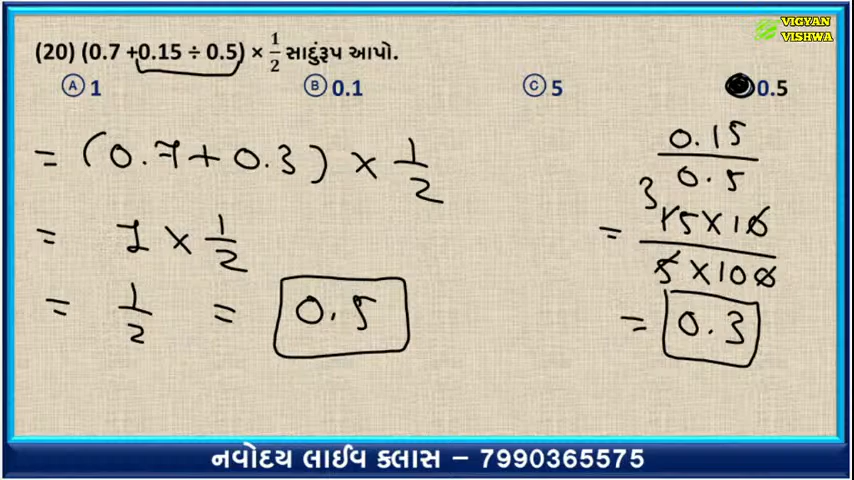 VIGYAN
VISHWA
(20) (0.7 +0.15 ÷ 0.5) × 1/2 સાદુંરૂપ આપો.
A 1 B 0.1 C 5 0.5
= (0.7 + 0.3) × 1/2
= 1 × 1/2
= 1/2 = 0.5
0.15/0.5
3
= 15×10/5×100
= 0.3
નવોદય લાઈવ ક્લાસ – 7990365575